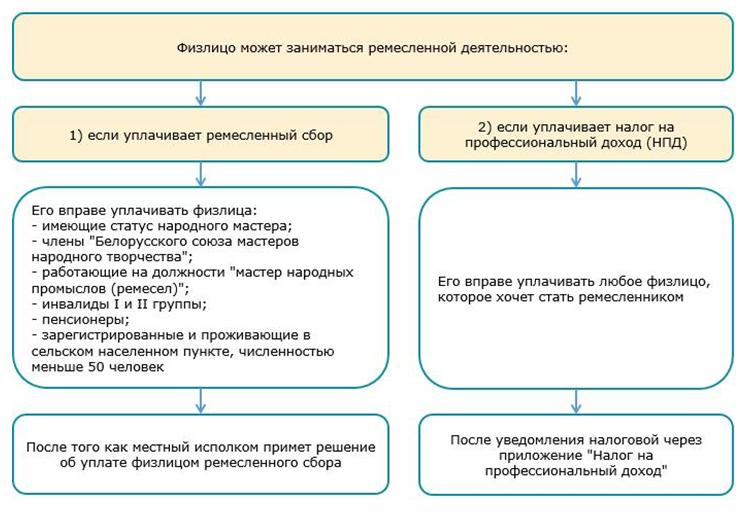 Физлицо может заниматься ремесленной деятельностью:
1) если уплачивает ремесленный сбор
2) если уплачивает налог на
профессиональный доход (НПД)
Его вправе уплачивать физлица:
- имеющие статус народного мастера;
- члены "Белорусского союза мастеров
народного творчества";
- работающие на должности "мастер народных
промыслов (ремесел)";
- инвалиды I и II группы;
- пенсионеры;
- зарегистрированные и проживающие в
сельском населенном пункте, численностью
меньше 50 человек
Его вправе уплачивать любое физлицо,
которое хочет стать ремесленником
После того как местный исполком примет решение
об уплате физлицом ремесленного сбора
После уведомления налоговой через
приложение "Налог на
профессиональный доход"